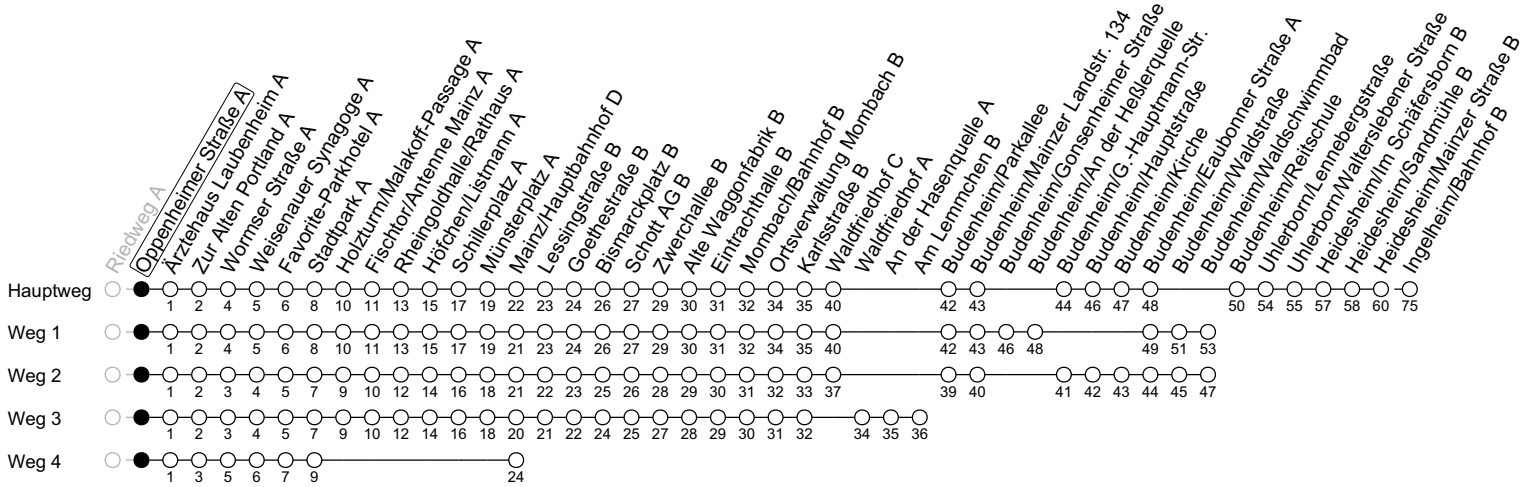 Riedweg A
Oppenheimer Straße A
Ärztehaus Laubenheim A
Zur Alten Portland A
Wormser Straße A
Weisenauer Synagoge A
Favorite-Parkhotel A
Stadtpark A
Holzturm/Malakoff-Passage A
Fischtor/Antenne Mainz A
Rheingoldhalle/Rathaus A
Höfchen/Listmann A
Schillerplatz A
Münsterplatz A
Mainz/Hauptbahnhof D
Lessingstraße B
Goethestraße B
Bismarckplatz B
Schott AG B
Zwerchallee B
Alte Waggonfabrik B
Eintrachthalle B
Mombach/Bahnhof B
Ortsverwaltung Mombach B
Karlsstraße B
Waldfriedhof C
Waldfriedhof A
An der Hasenquelle A
Am Lemmchen B
Budenheim/Parkallee
Budenheim/Mainzer Landstr. 134
Budenheim/Gonsenheimer Straße
Budenheim/An der Heßlerquelle
Budenheim/G.-Hauptmann-Str.
Budenheim/Hauptstraße
Budenheim/Kirche
Budenheim/Eaubonner Straße A
Budenheim/Waldstraße
Budenheim/Waldschwimmbad
Budenheim/Reitschule
Uhlerborn/Lennebergstraße
Uhlerborn/Walterslebener Straße
Heidesheim/Im Schäfersborn B
Heidesheim/Sandmühle B
Heidesheim/Mainzer Straße B
Ingelheim/Bahnhof B
Hauptweg
1 2 4 5 6 8 10 11 13 15 17 19 22 23 24 26 27 29 30 31 32 34 35 40 42 43 44 46 47 48 50 54 55 57 58 60 75
Weg 1
1 2 4 5 6 8 10 11 13 15 17 19 21 23 24 26 27 29 30 31 32 34 35 40 42 43 46 48 49 51 53
Weg 2
1 2 3 4 5 7 9 10 12 14 16 18 21 22 23 25 26 28 29 30 31 32 33 37 39 40 41 42 43 44 45 47
Weg 3
1 2 3 4 5 7 9 10 12 14 16 18 20 21 22 24 25 27 28 29 30 31 32 34 35 36
Weg 4
1 3 5 6 7 9 24